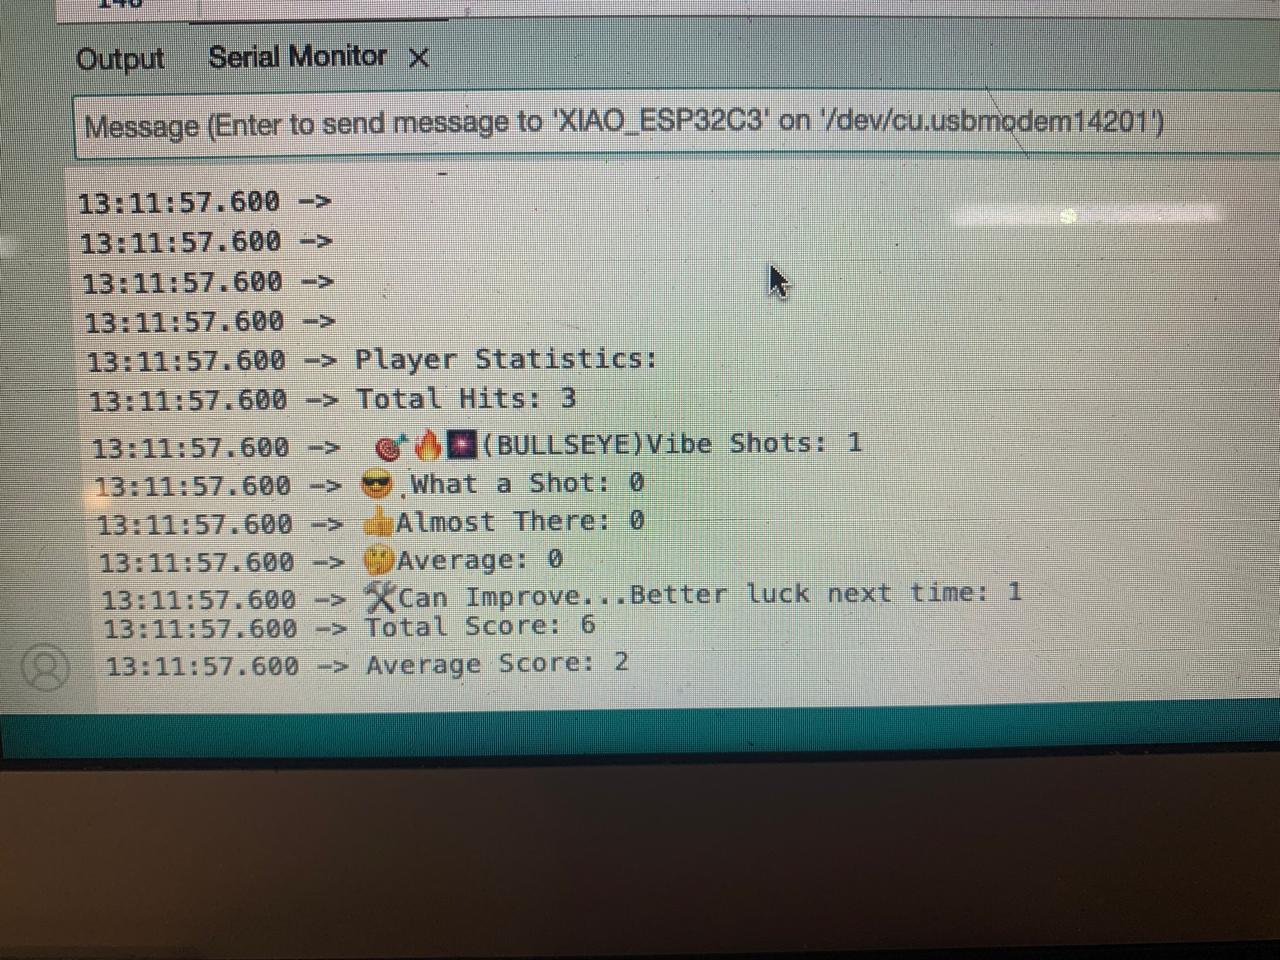 Output Serial Monitor
Message (Enter to send message to 'XIAO_ESP32C3' on '/dev/cu.usbmodem14201')
13:11:57.600 ->
13:11:57.600 ->
13:11:57.600 ->
13:11:57.600 ->
13:11:57.600 -> Player Statistics:
13:11:57.600 -> Total Hits: 3
13:11:57.600 -> 🎯🔥🎆(BULLSEYE)Vibe Shots: 1
13:11:57.600 -> 😎 What a Shot: 0
13:11:57.600 -> 👍Almost There: 0
13:11:57.600 -> 🤔Average: 0
13:11:57.600 -> 🛠Can Improve...Better luck next time: 1
13:11:57.600 -> Total Score: 6
13:11:57.600 -> Average Score: 2